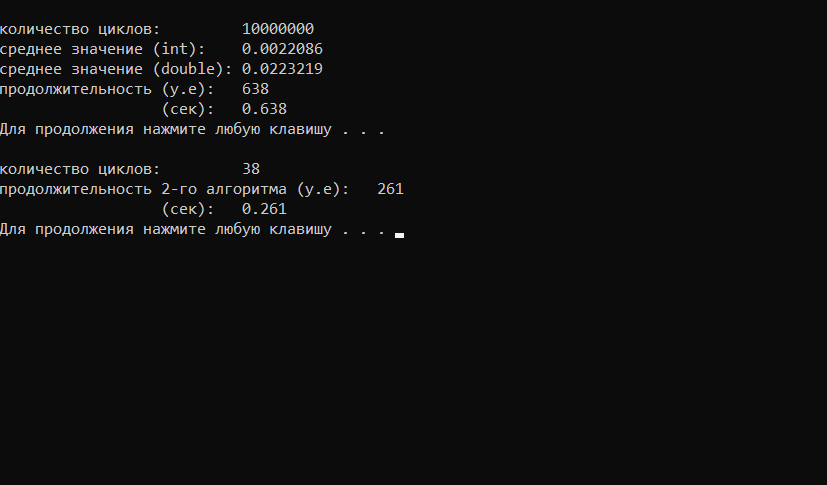 количество циклов: 10000000
среднее значение (int): 0.0022086
среднее значение (double): 0.0223219
продолжительность (у.е): 638
(сек): 0.638
Для продолжения нажмите любую клавишу . . .
количество циклов: 38
продолжительность 2-го алгоритма (у.е): 261
(сек): 0.261
Для продолжения нажмите любую клавишу . . .